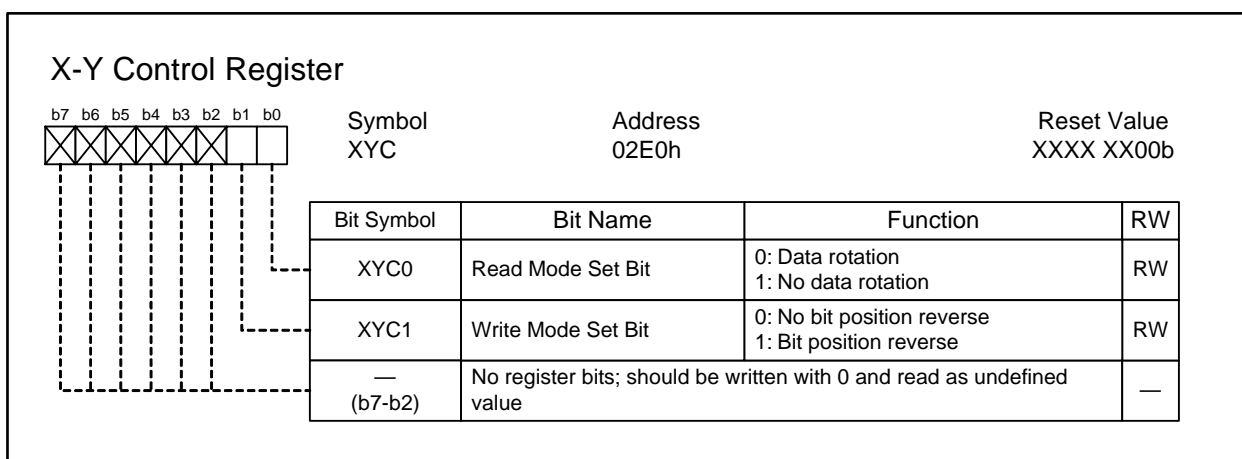 X-Y Control Register
b7 b6 b5 b4 b3 b2 b1 b0
Symbol Address Reset Value
XYC 02E0h XXXX XX00b
Bit Symbol Bit Name Function RW
XYC0 Read Mode Set Bit 0: Data rotation RW
1: No data rotation
XYC1 Write Mode Set Bit 0: No bit position reverse RW
1: Bit position reverse
— No register bits; should be written with 0 and read as undefined —
(b7-b2) value